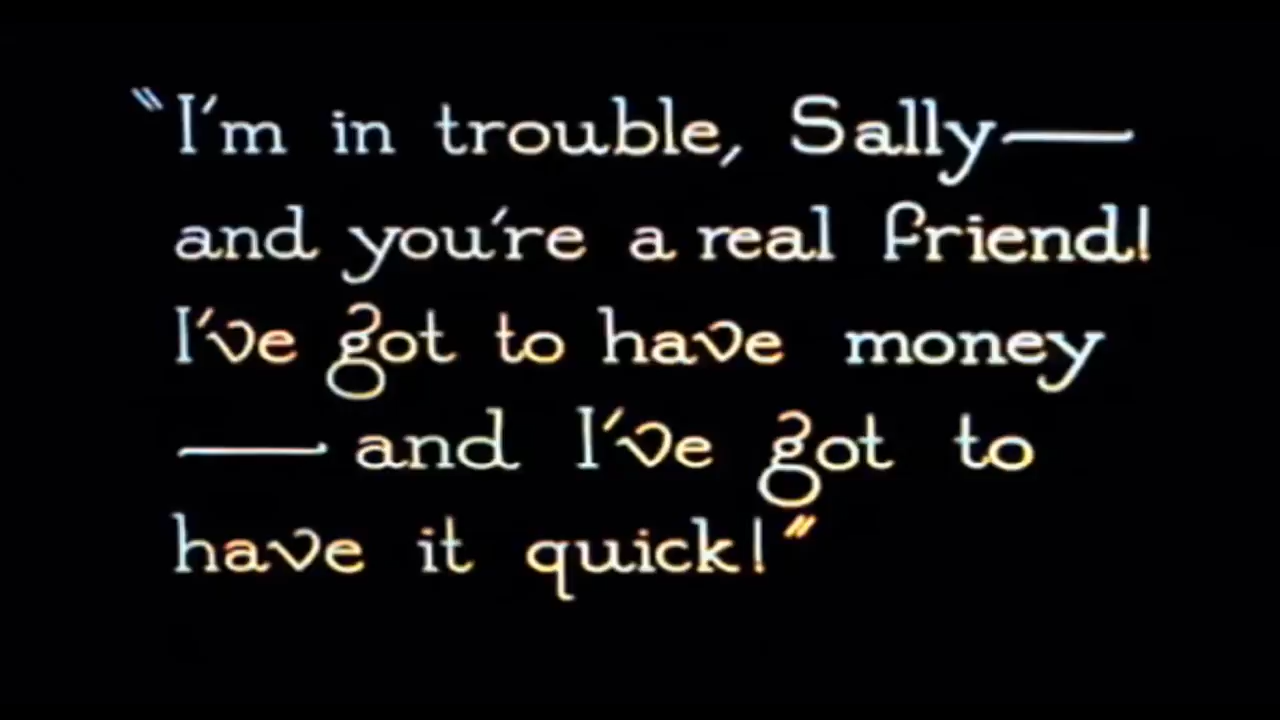 “I'm in trouble, Sally—
and you're a real friend!
I've got to have money
— and I've got to
have it quick!”